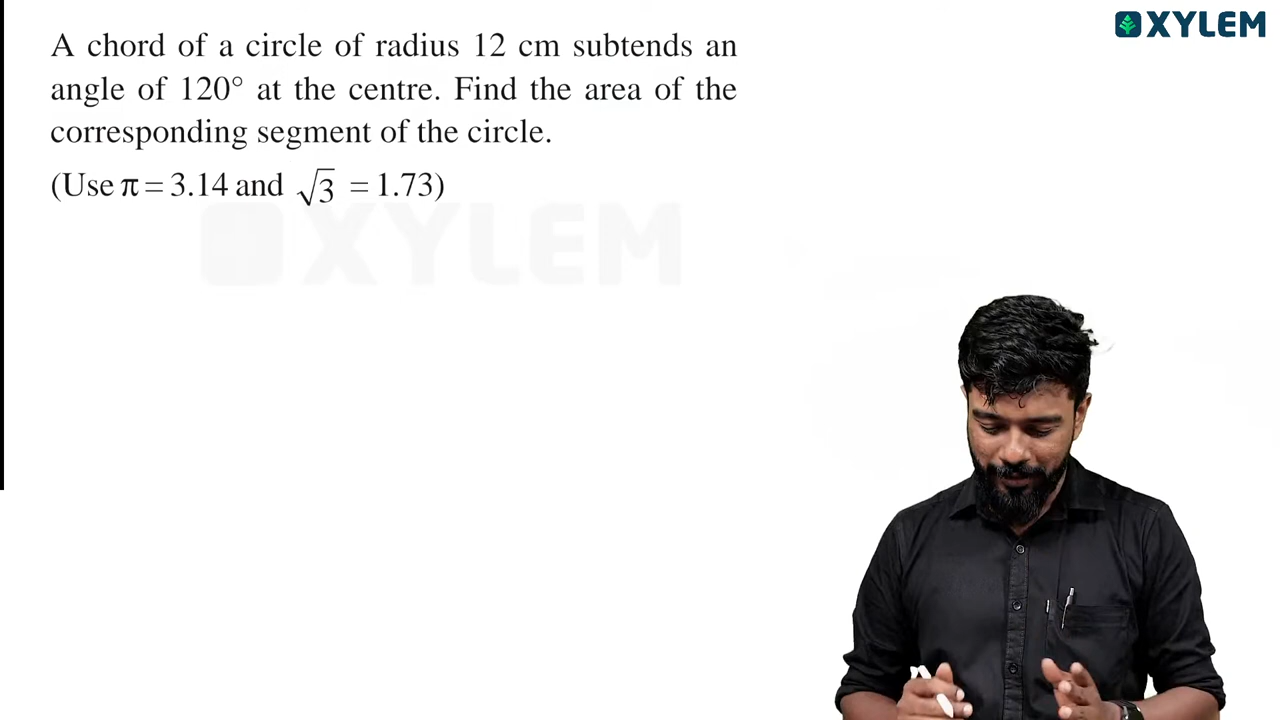 XYLEM
A chord of a circle of radius 12 cm subtends an
angle of 120° at the centre. Find the area of the
corresponding segment of the circle.
(Use π = 3.14 and √3 = 1.73)
XYLEM